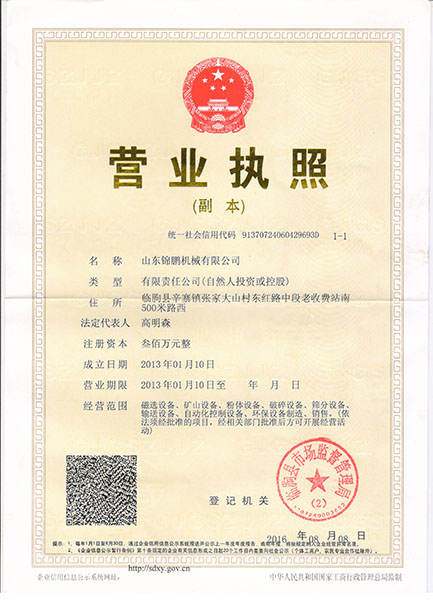 营业执照
(副 本)
统一社会信用代码 91370724060429693D 1-1
名 称 山东锦鹏机械有限公司
类 型 有限责任公司(自然人投资或控股)
住 所 临朐县辛寨镇张家大山村东红路中段老收费站南
500米路西
法定代表人 高明森
注册资本 叁佰万元整
成立日期 2013年01月10日
营业期限 2013年01月10日至 年 月 日
经营范围 磁选设备、矿山设备、粉体设备、破碎设备、筛分设备、
输送设备、自动化控制设备、环保设备制造、销售。(依
法须经批准的项目,经相关部门批准后方可开展经营活
动)
临朐县市场监督管理局
(2)
登记机关
2016 年 08 月 08 日
企业信用信息公示系统网址:
http://sdxy.gov.cn
中华人民共和国国家工商行政管理总局监制